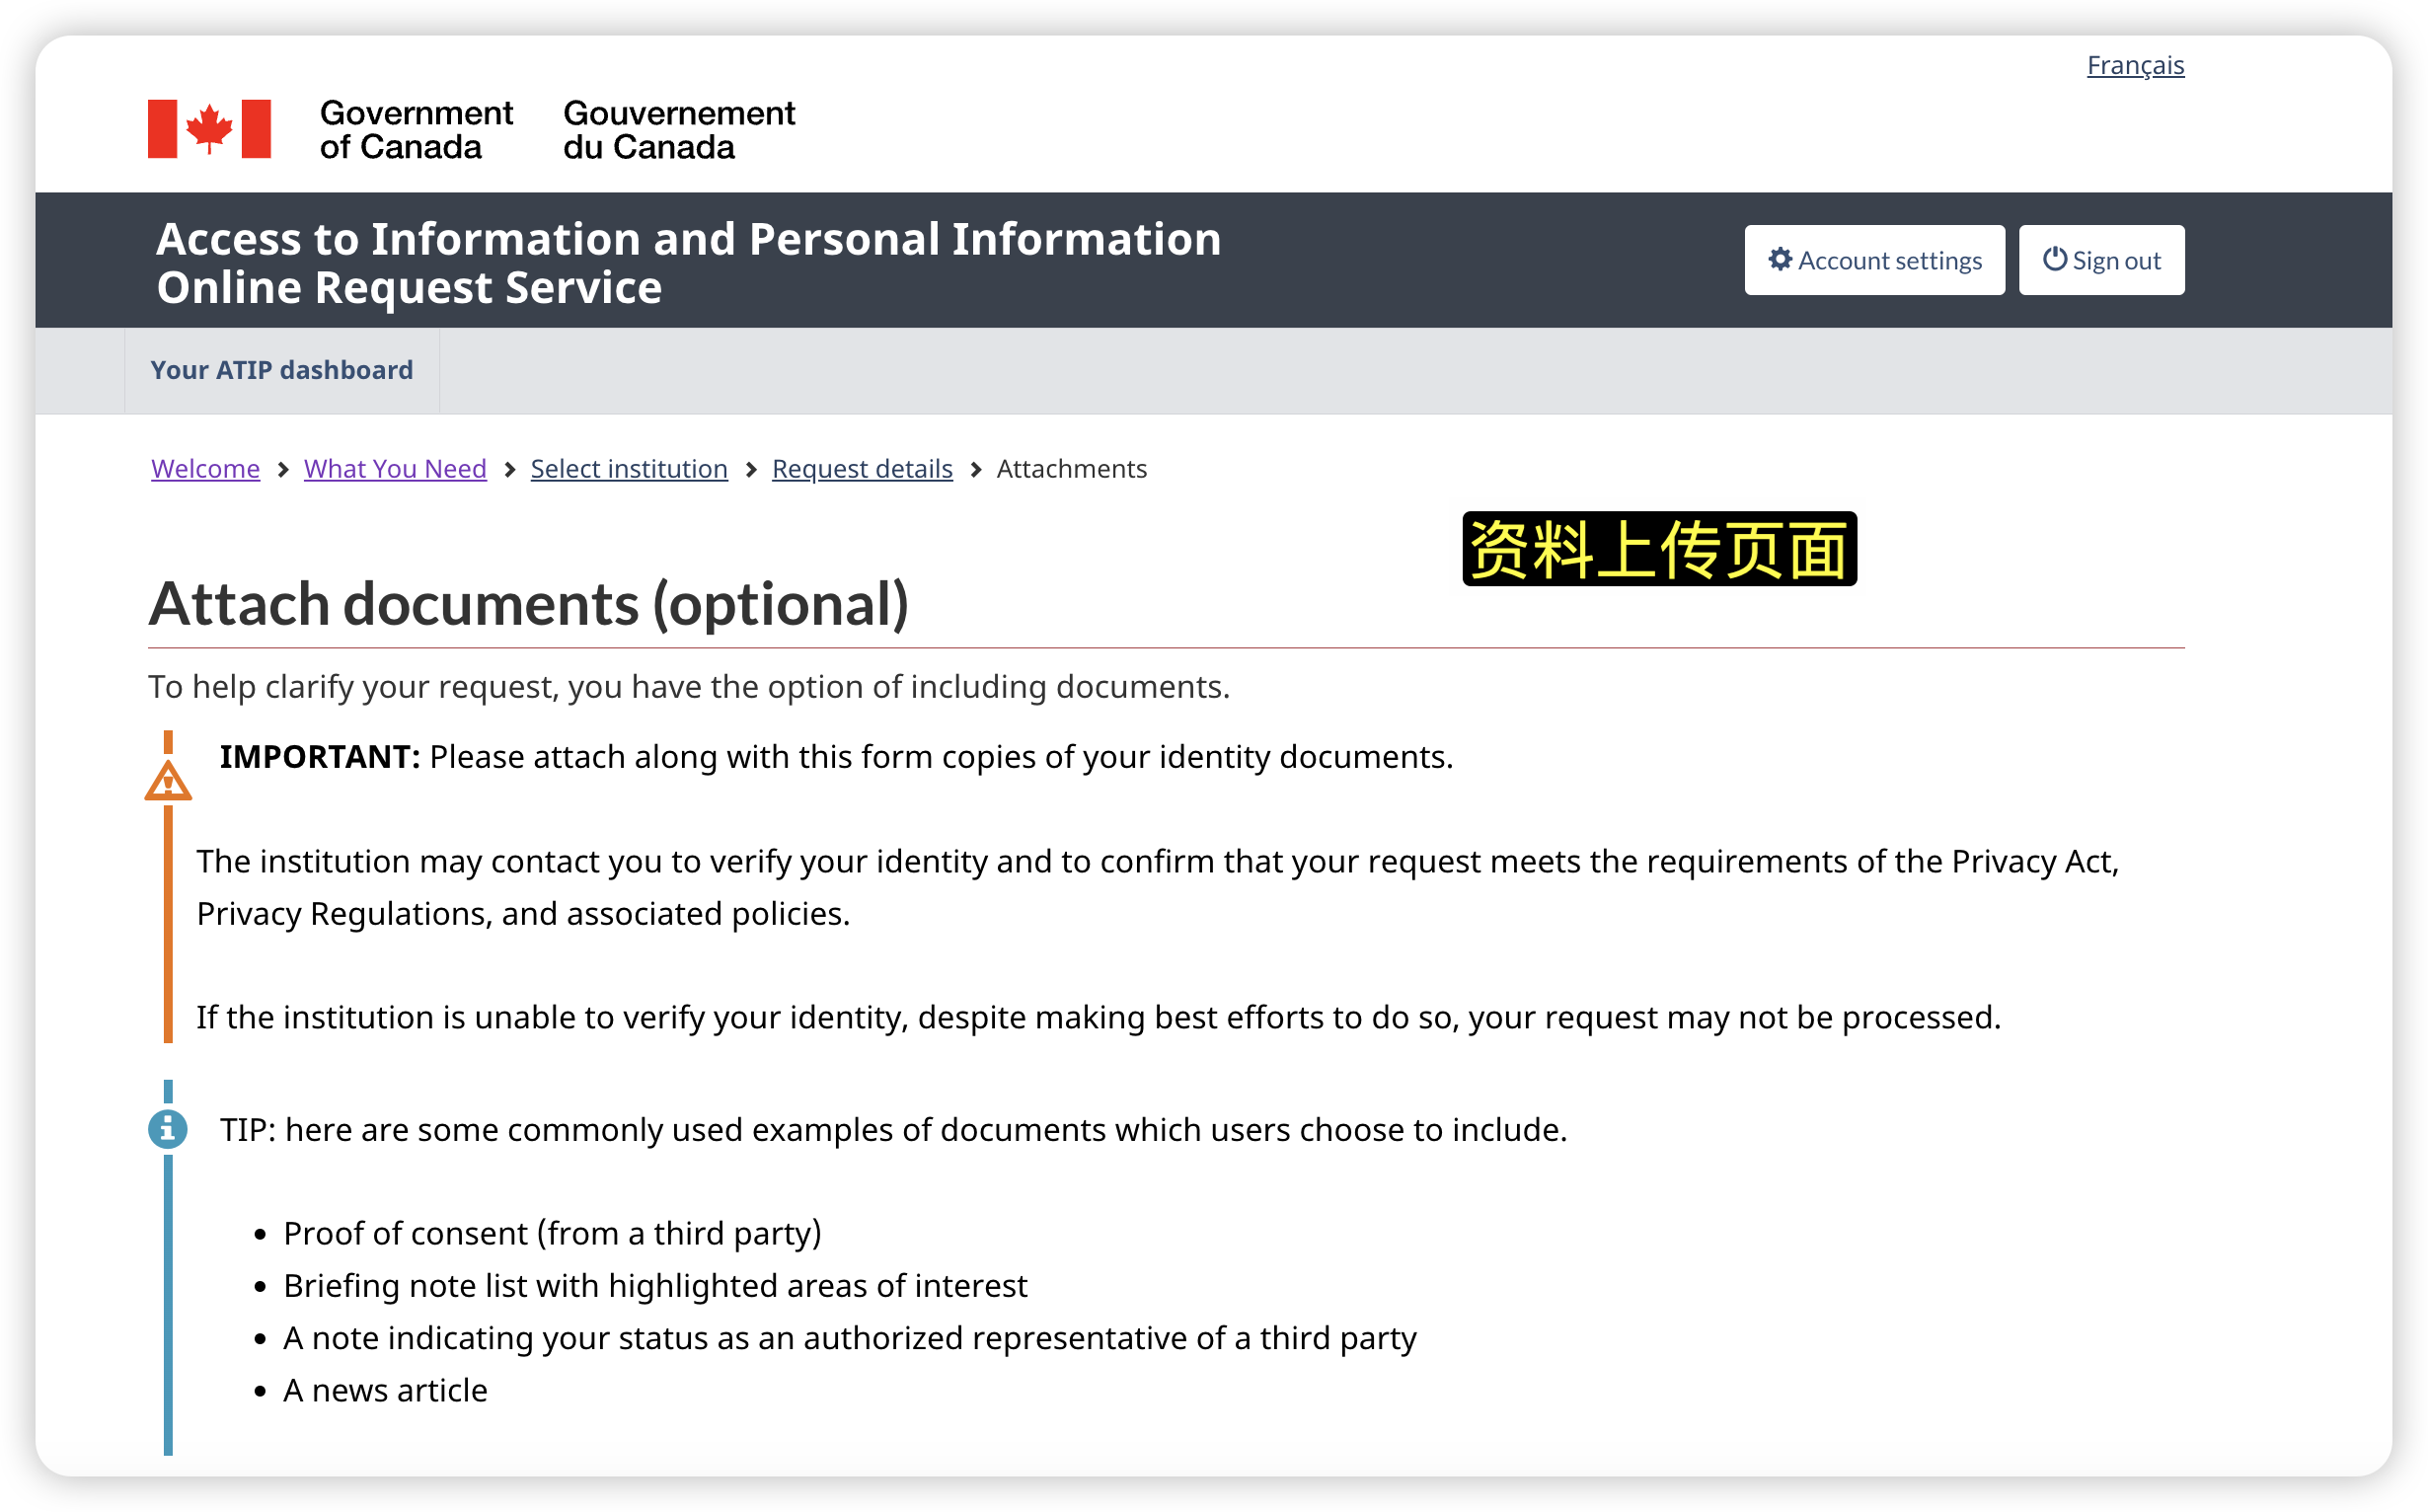 Français
Government of Canada
Gouvernement du Canada
Access to Information and Personal Information
Online Request Service
Account settings
Sign out
Your ATIP dashboard
Welcome > What You Need > Select institution > Request details > Attachments
资料上传页面
Attach documents (optional)
To help clarify your request, you have the option of including documents.
IMPORTANT: Please attach along with this form copies of your identity documents.
The institution may contact you to verify your identity and to confirm that your request meets the requirements of the Privacy Act,
Privacy Regulations, and associated policies.
If the institution is unable to verify your identity, despite making best efforts to do so, your request may not be processed.
TIP: here are some commonly used examples of documents which users choose to include.
• Proof of consent (from a third party)
• Briefing note list with highlighted areas of interest
• A note indicating your status as an authorized representative of a third party
• A news article